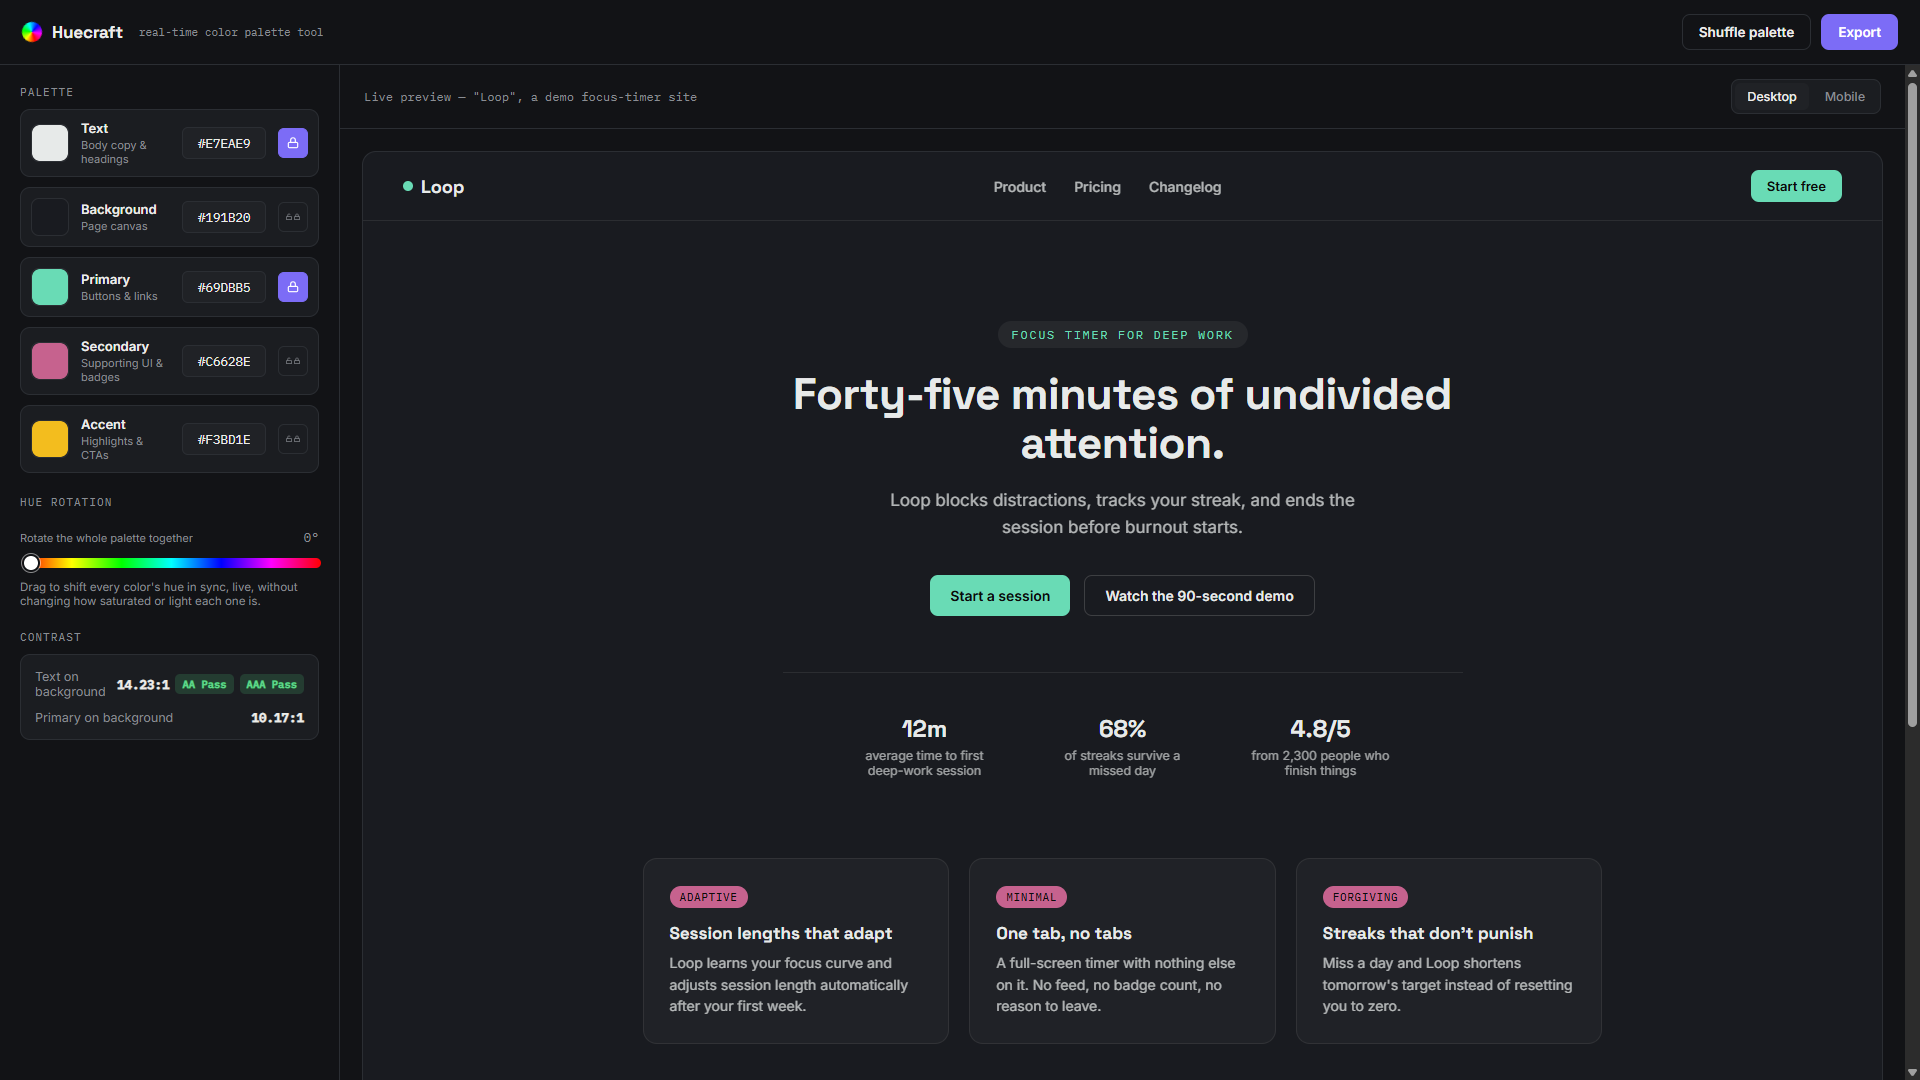 Huecraft
real-time color palette tool
Shuffle palette
Export
PALETTE
Text
Body copy &
headings
#E7EAE9
Background
Page canvas
#191B20
Primary
Buttons & links
#69DBB5
Secondary
Supporting UI &
badges
#C6628E
Accent
Highlights &
CTAs
#F3BD1E
HUE ROTATION
Rotate the whole palette together
0°
Drag to shift every color's hue in sync, live, without
changing how saturated or light each one is.
CONTRAST
Text on
background
14.23:1
AA Pass
AAA Pass
Primary on background
10.17:1
Live preview — "Loop", a demo focus-timer site
Desktop
Mobile
Loop
Product
Pricing
Changelog
Start free
FOCUS TIMER FOR DEEP WORK
Forty-five minutes of undivided
attention.
Loop blocks distractions, tracks your streak, and ends the
session before burnout starts.
Start a session
Watch the 90-second demo
12m
average time to first
deep-work session
68%
of streaks survive a
missed day
4.8/5
from 2,300 people who
finish things
ADAPTIVE
Session lengths that adapt
Loop learns your focus curve and
adjusts session length automatically
after your first week.
MINIMAL
One tab, no tabs
A full-screen timer with nothing else
on it. No feed, no badge count, no
reason to leave.
FORGIVING
Streaks that don’t punish
Miss a day and Loop shortens
tomorrow's target instead of resetting
you to zero.